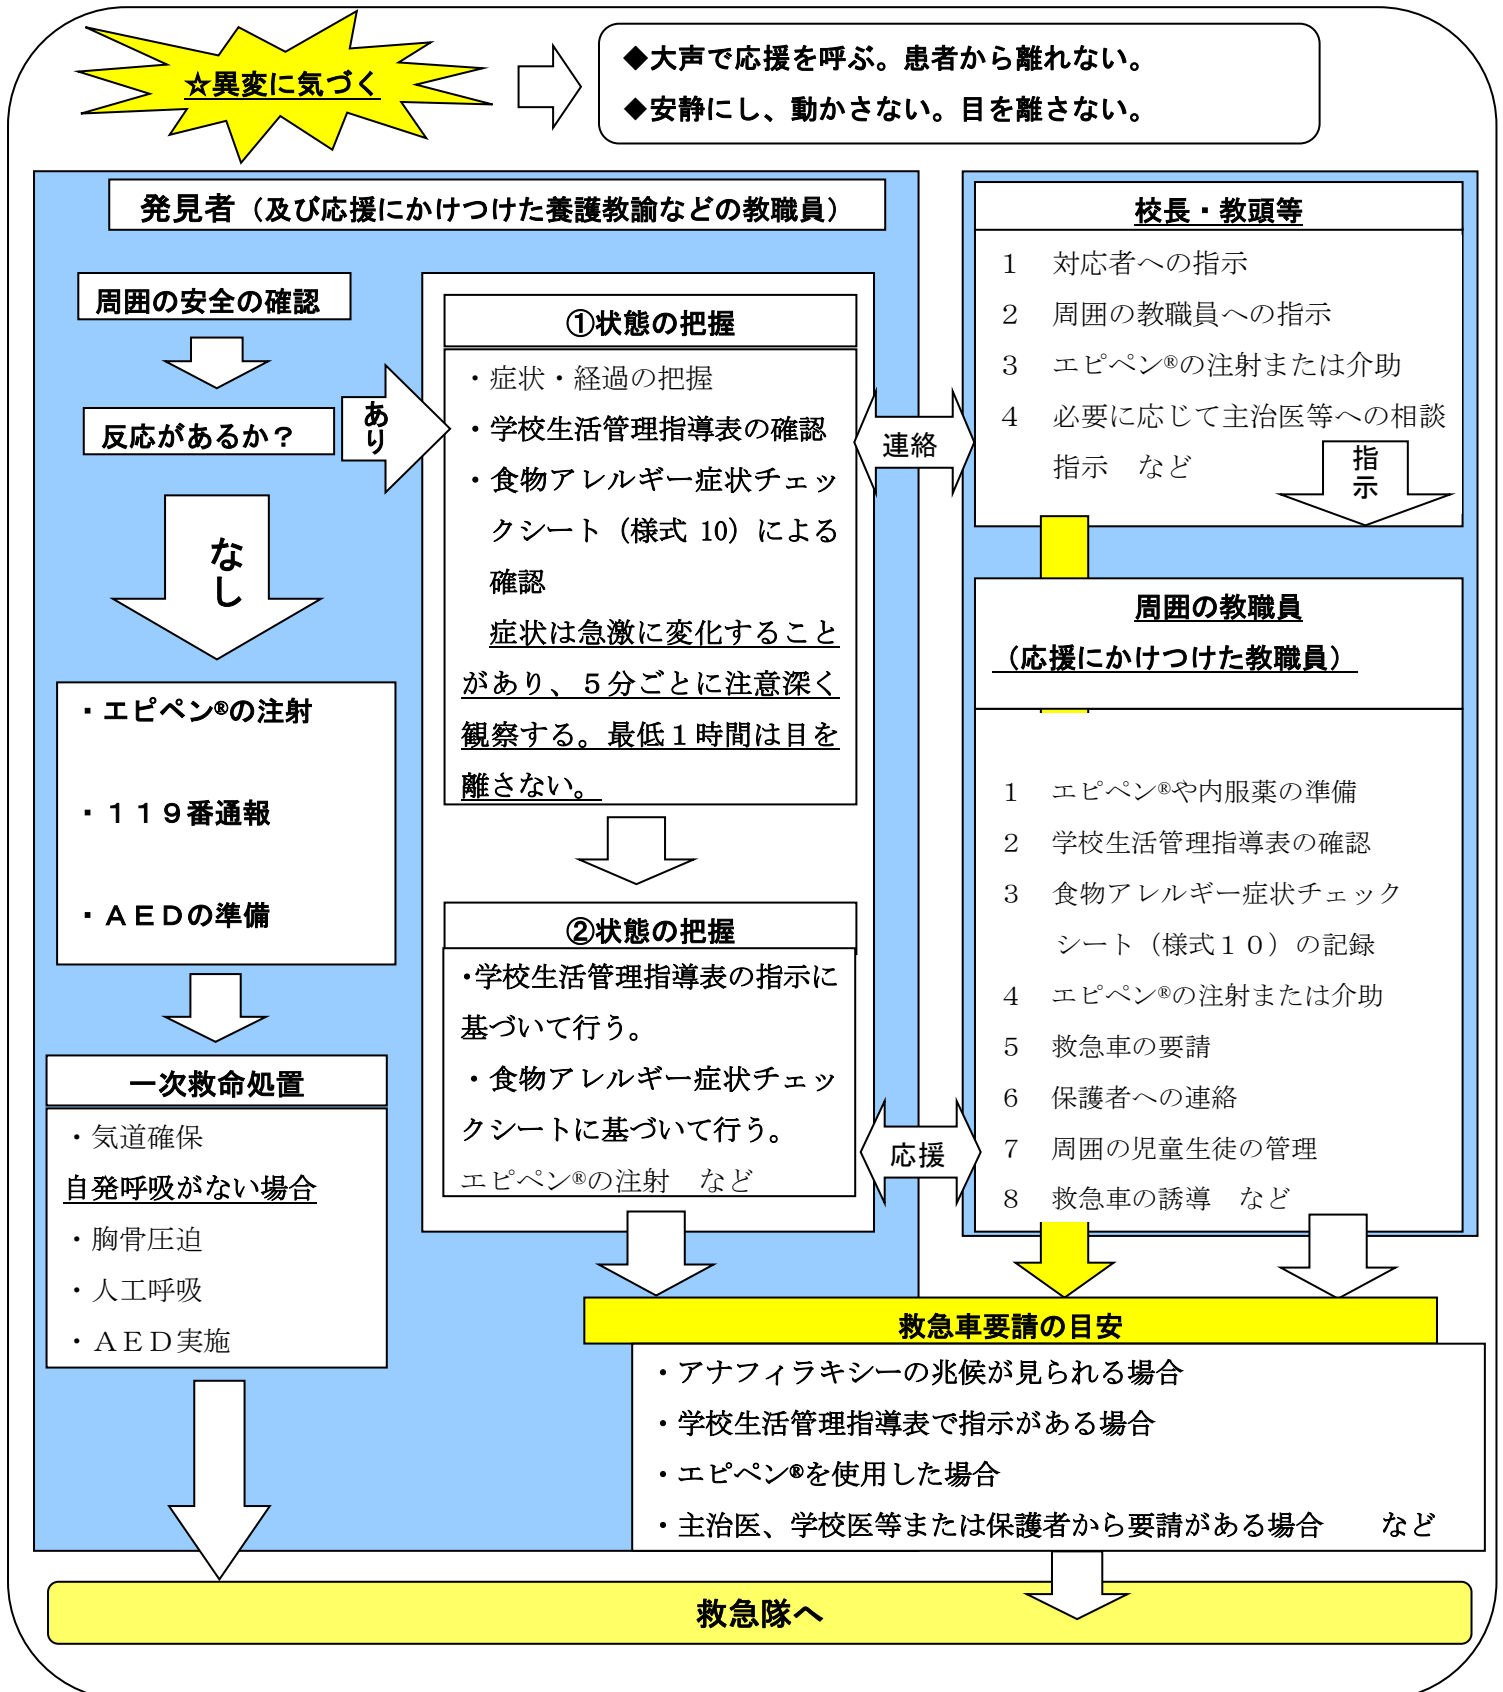 ☆異変に気づく
◆大声で応援を呼ぶ。患者から離れない。
◆安静にし、動かさない。目を離さない。
発見者（及び応援にかけつけた養護教諭などの教職員）
周囲の安全の確認
反応があるか？
あり
なし
・エピペン®の注射
・１１９番通報
・ＡＥＤの準備
一次救命処置
・気道確保
自発呼吸がない場合
・胸骨圧迫
・人工呼吸
・ＡＥＤ実施
①状態の把握
・症状・経過の把握
・学校生活管理指導表の確認
・食物アレルギー症状チェッ
クシート（様式 10）による
確認
症状は急激に変化すること
があり、５分ごとに注意深く
観察する。最低１時間は目を
離さない。
②状態の把握
・学校生活管理指導表の指示に
基づいて行う。
・食物アレルギー症状チェッ
クシートに基づいて行う。
エピペン®の注射　など
連絡
応援
校長・教頭等
１　対応者への指示
２　周囲の教職員への指示
３　エピペン®の注射または介助
４　必要に応じて主治医等への相談
指示　など
指示
周囲の教職員
（応援にかけつけた教職員）
１　エピペン®や内服薬の準備
２　学校生活管理指導表の確認
３　食物アレルギー症状チェック
シート（様式１０）の記録
４　エピペン®の注射または介助
５　救急車の要請
６　保護者への連絡
７　周囲の児童生徒の管理
８　救急車の誘導　など
救急車要請の目安
・アナフィラキシーの兆候が見られる場合
・学校生活管理指導表で指示がある場合
・エピペン®を使用した場合
・主治医、学校医等または保護者から要請がある場合　　など
救急隊へ